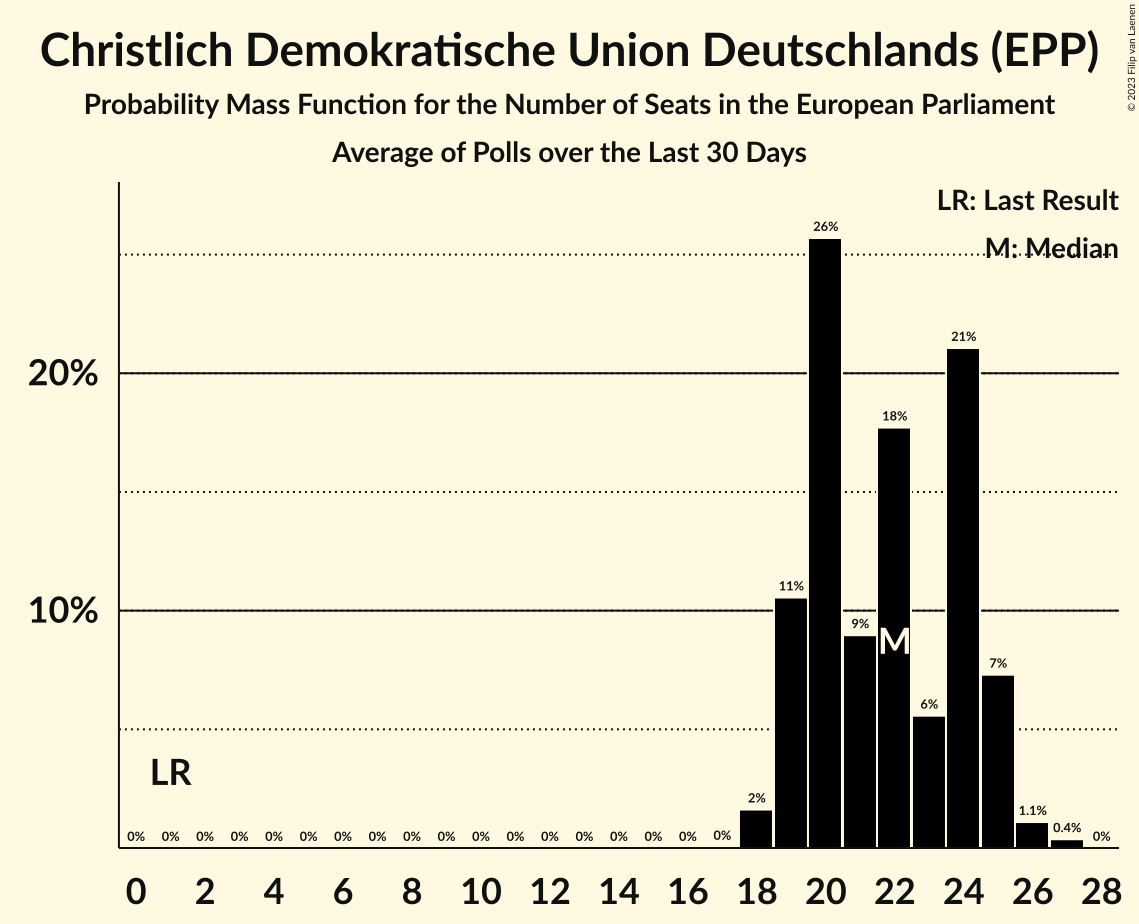 Christlich Demokratische Union Deutschlands (EPP)
Probability Mass Function for the Number of Seats in the European Parliament
Average of Polls over the Last 30 Days
© 2023 Filip van Laenen
LR: Last Result
M: Median
26%
21%
20%
18%
11%
10%
9%
M
7%
6%
LR
2%
1.1%
0.4%
0% 0% 0% 0% 0% 0% 0% 0% 0% 0% 0% 0% 0% 0% 0% 0% 0% 0% 0%
0 2 4 6 8 10 12 14 16 18 20 22 24 26 28